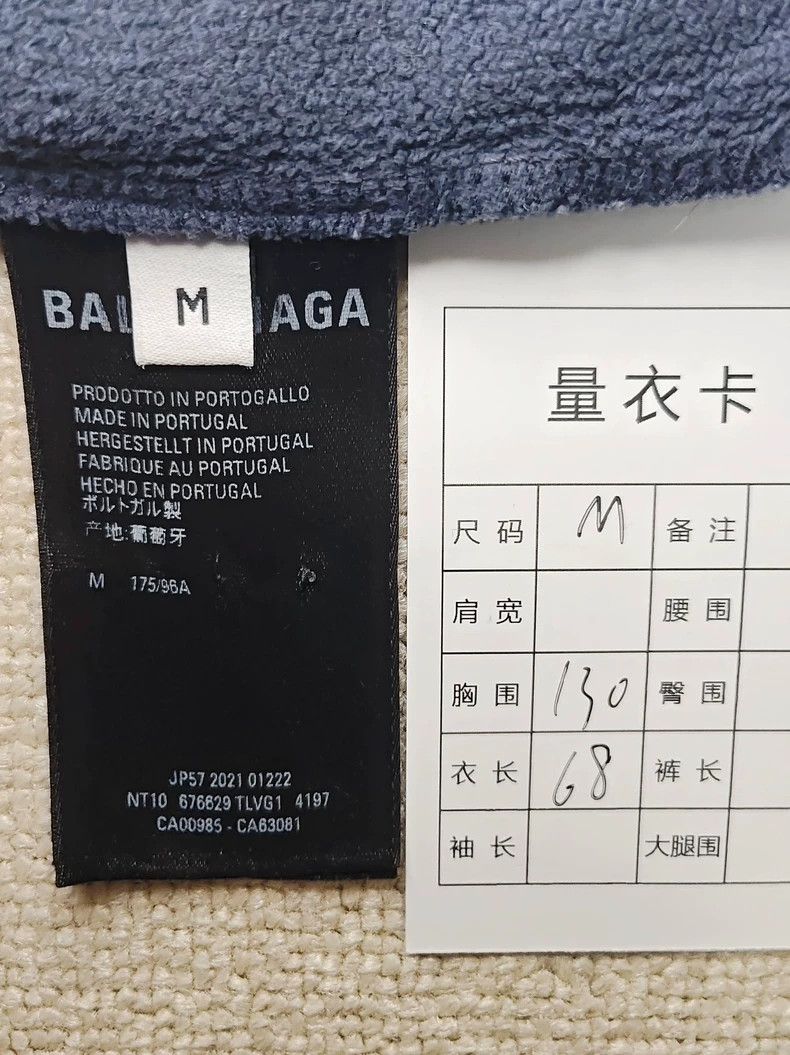 M
BAL AGA
PRODOTTO IN PORTOGALLO
MADE IN PORTUGAL
HERGESTELLT IN PORTUGAL
FABRIQUE AU PORTUGAL
HECHO EN PORTUGAL
ポルトガル製
产地:葡萄牙
M 175/96A
JP57 2021 01222
NT10 676629 TLVG1 4197
CA00985 - CA63081
量衣卡
尺码 M 备注
肩宽 腰围
胸围 130 臀围
衣长 68 裤长
袖长 大腿围